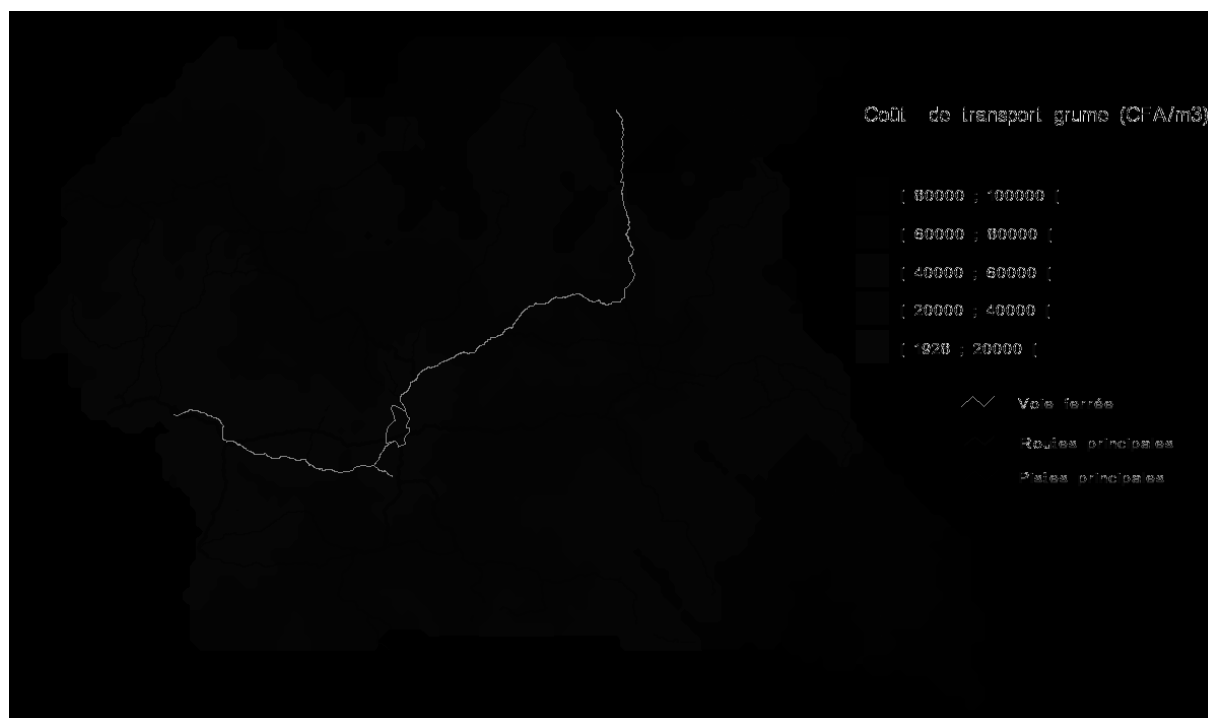 Coût de transport grume (CFA/m3)
[ 80000 ; 100000 [
[ 60000 ; 80000 [
[ 40000 ; 60000 [
[ 20000 ; 40000 [
[ 1928 ; 20000 [
Voie ferrée
Routes principales
Pistes principales